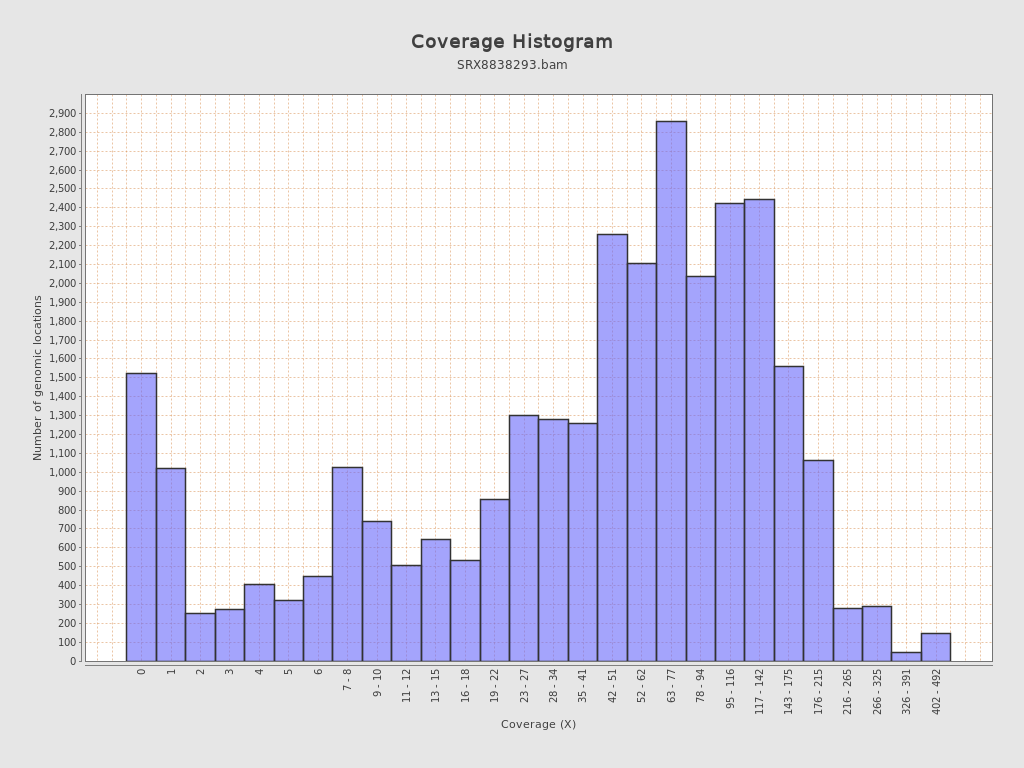 Coverage Histogram
SRX8838293.bam
Number of genomic locations
2,900
2,800
2,700
2,600
2,500
2,400
2,300
2,200
2,100
2,000
1,900
1,800
1,700
1,600
1,500
1,400
1,300
1,200
1,100
1,000
900
800
700
600
500
400
300
200
100
0
0
1
2
3
4
5
6
7 - 8
9 - 10
11 - 12
13 - 15
16 - 18
19 - 22
23 - 27
28 - 34
35 - 41
42 - 51
52 - 62
63 - 77
78 - 94
95 - 116
117 - 142
143 - 175
176 - 215
216 - 265
266 - 325
326 - 391
402 - 492
Coverage (X)